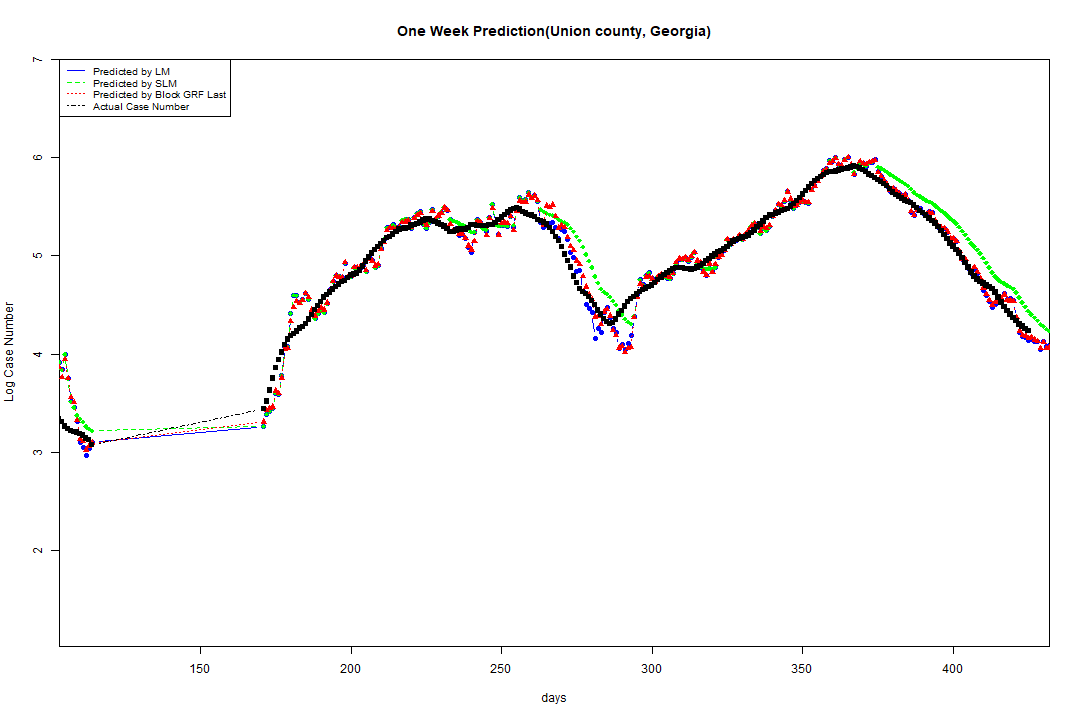 One Week Prediction(Union county, Georgia)
Predicted by LM
Predicted by SLM
Predicted by Block GRF Last
Actual Case Number
7
6
5
4
3
2
Log Case Number
150 200 250 300 350 400
days